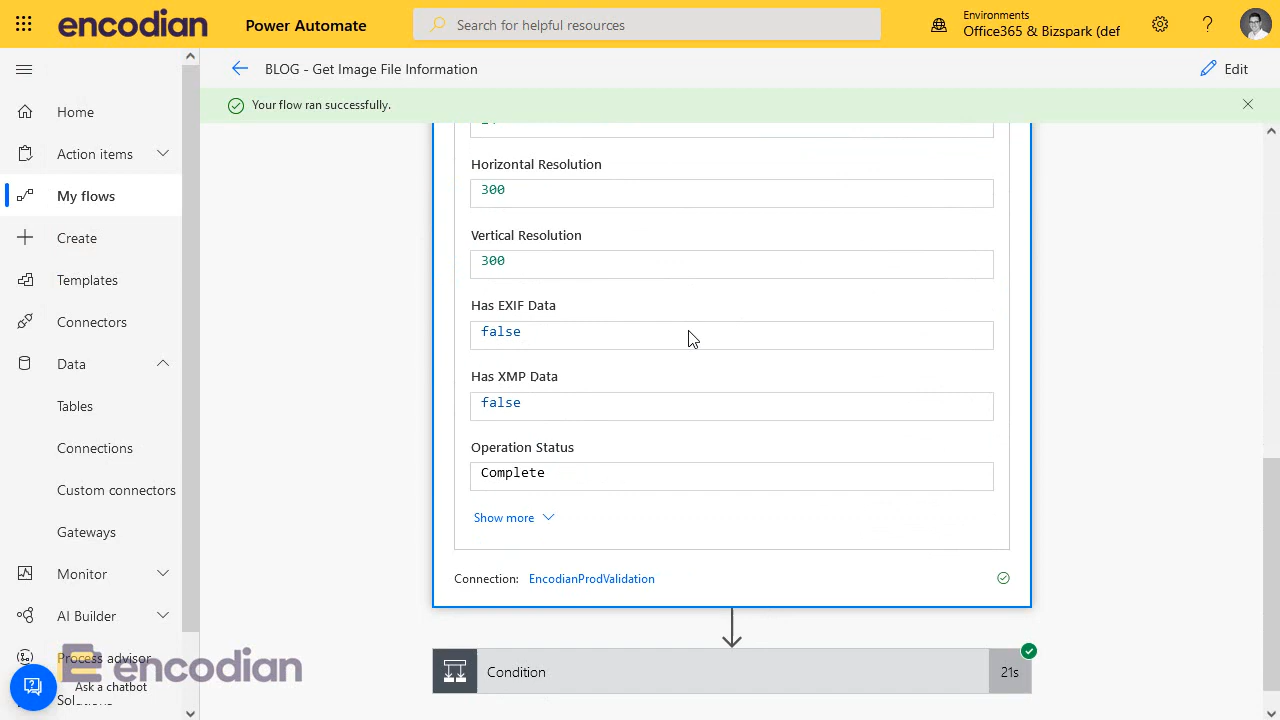 encodian
Power Automate
Search for helpful resources
Environments
Office365 & Bizspark (def
BLOG - Get Image File Information
Edit
Your flow ran successfully.
Home
Action items
My flows
Create
Templates
Connectors
Data
Tables
Connections
Custom connectors
Gateways
Monitor
AI Builder
Process advisor
Solutions
Ask a chatbot
encodian
Horizontal Resolution
300
Vertical Resolution
300
Has EXIF Data
false
Has XMP Data
false
Operation Status
Complete
Show more
Connection: EncodianProdValidation
Condition
21s